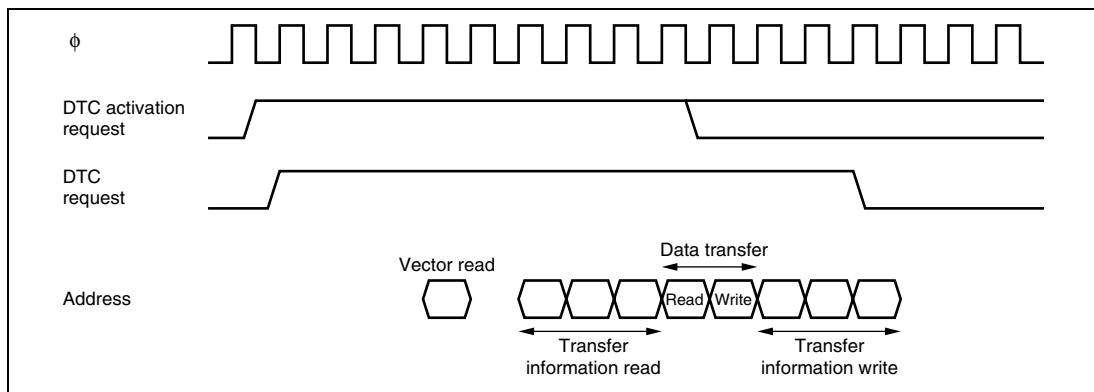 φ
DTC activation
request
DTC
request
Data transfer
Vector read
Address
Read
Write
Transfer
information read
Transfer
information write